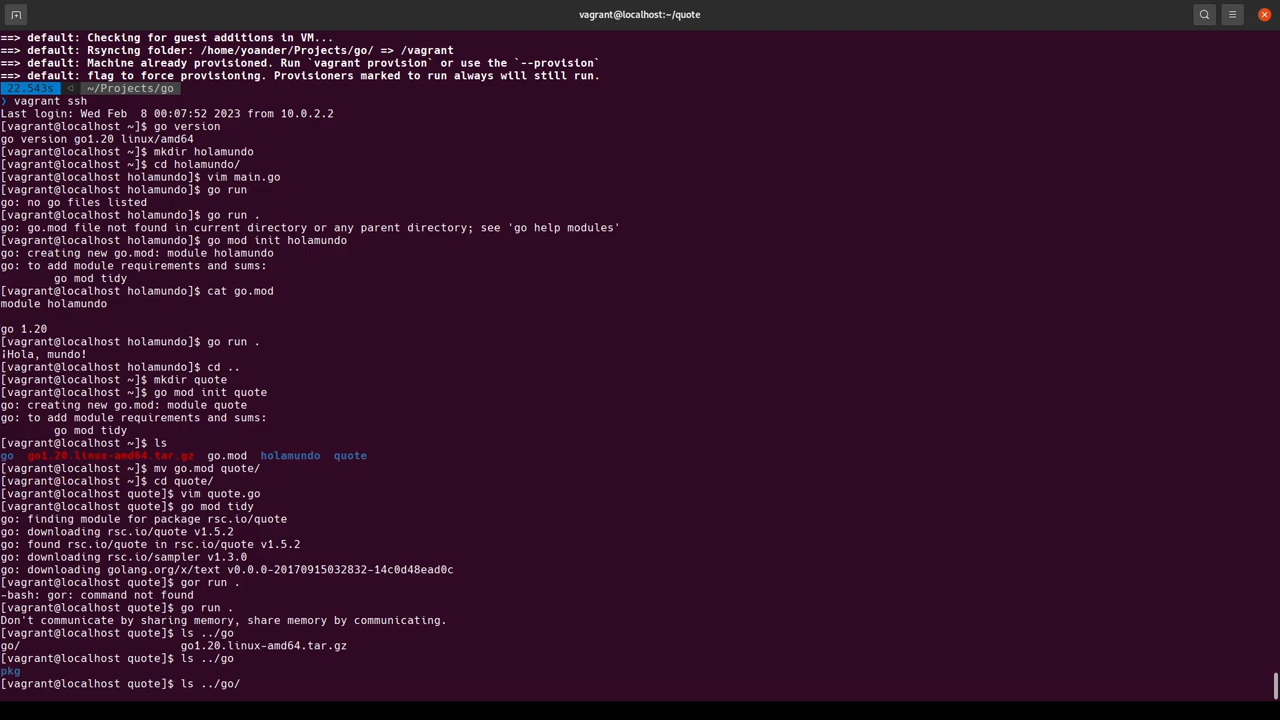 vagrant@localhost:~/quote
==> default: Checking for guest additions in VM...
==> default: Rsyncing folder: /home/yoander/Projects/go/ => /vagrant
==> default: Machine already provisioned. Run `vagrant provision` or use the `--provision`
==> default: flag to force provisioning. Provisioners marked to run always will still run.
22.543s ~/Projects/go
❯ vagrant ssh
Last login: Wed Feb  8 00:07:52 2023 from 10.0.2.2
[vagrant@localhost ~]$ go version
go version go1.20 linux/amd64
[vagrant@localhost ~]$ mkdir holamundo
[vagrant@localhost ~]$ cd holamundo/
[vagrant@localhost holamundo]$ vim main.go
[vagrant@localhost holamundo]$ go run
go: no go files listed
[vagrant@localhost holamundo]$ go run .
go: go.mod file not found in current directory or any parent directory; see 'go help modules'
[vagrant@localhost holamundo]$ go mod init holamundo
go: creating new go.mod: module holamundo
go: to add module requirements and sums:
        go mod tidy
[vagrant@localhost holamundo]$ cat go.mod
module holamundo
go 1.20
[vagrant@localhost holamundo]$ go run .
¡Hola, mundo!
[vagrant@localhost holamundo]$ cd ..
[vagrant@localhost ~]$ mkdir quote
[vagrant@localhost ~]$ go mod init quote
go: creating new go.mod: module quote
go: to add module requirements and sums:
        go mod tidy
[vagrant@localhost ~]$ ls
go  go1.20.linux-amd64.tar.gz  go.mod  holamundo  quote
[vagrant@localhost ~]$ mv go.mod quote/
[vagrant@localhost ~]$ cd quote/
[vagrant@localhost quote]$ vim quote.go
[vagrant@localhost quote]$ go mod tidy
go: finding module for package rsc.io/quote
go: downloading rsc.io/quote v1.5.2
go: found rsc.io/quote in rsc.io/quote v1.5.2
go: downloading rsc.io/sampler v1.3.0
go: downloading golang.org/x/text v0.0.0-20170915032832-14c0d48ead0c
[vagrant@localhost quote]$ gor run .
-bash: gor: command not found
[vagrant@localhost quote]$ go run .
Don't communicate by sharing memory, share memory by communicating.
[vagrant@localhost quote]$ ls ../go
go/                        go1.20.linux-amd64.tar.gz
[vagrant@localhost quote]$ ls ../go
pkg
[vagrant@localhost quote]$ ls ../go/